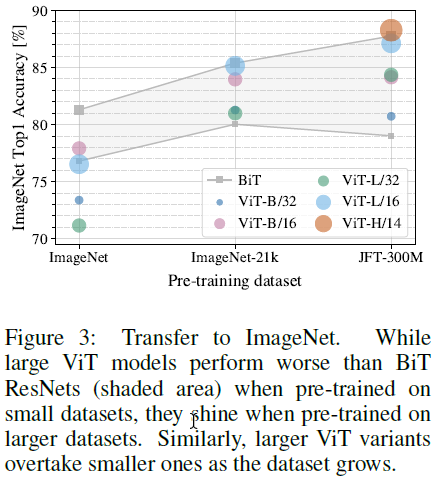 90
85
80
75
70
ImageNet Top1 Accuracy [%]
BiT
ViT-B/32
ViT-B/16
ViT-L/32
ViT-L/16
ViT-H/14
ImageNet
ImageNet-21k
JFT-300M
Pre-training dataset
Figure 3: Transfer to ImageNet. While
large ViT models perform worse than BiT
ResNets (shaded area) when pre-trained on
small datasets, they shine when pre-trained on
larger datasets. Similarly, larger ViT variants
overtake smaller ones as the dataset grows.